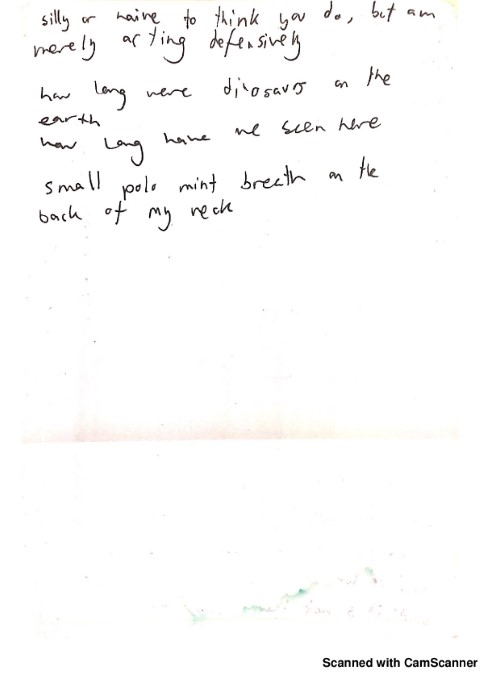 silly or naive to think you do, but am
merely acting defensively
how long were dinosaurs on the
earth
how long have we seen here
small polo mint breath on the
back of my neck
Scanned with CamScanner